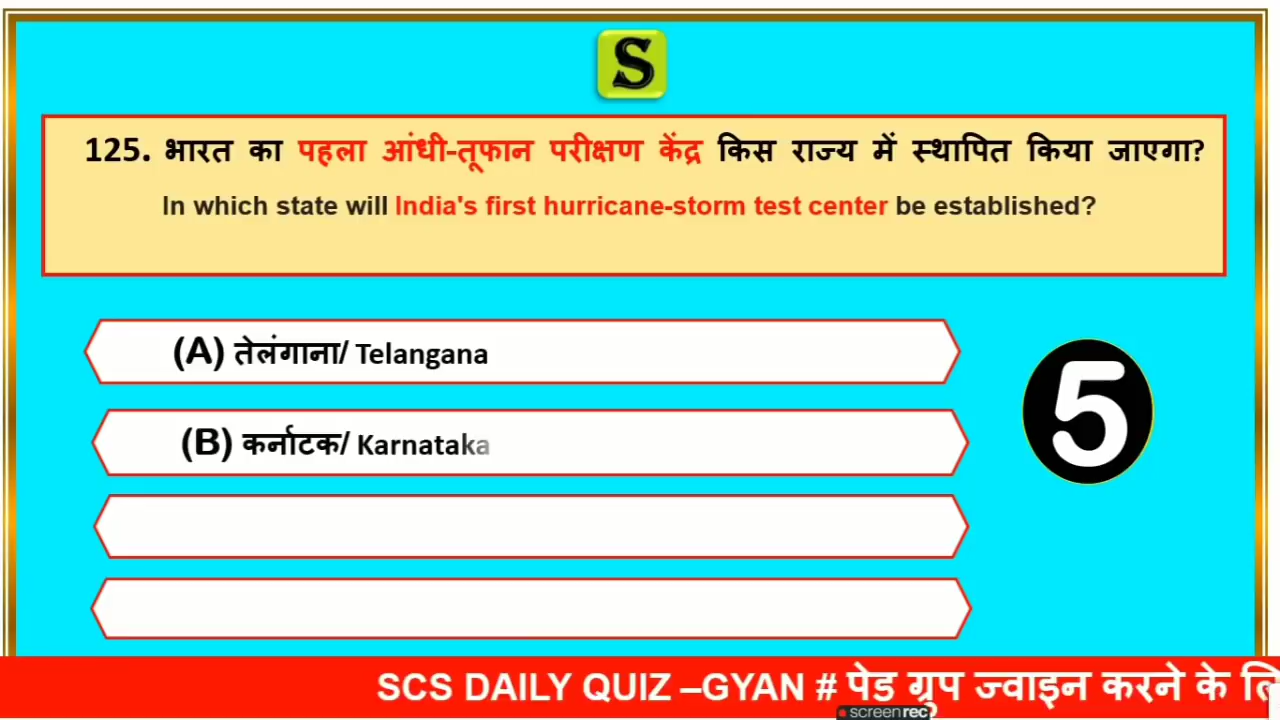 S
125. भारत का पहला आंधी-तूफान परीक्षण केंद्र किस राज्य में स्थापित किया जाएगा?
In which state will India's first hurricane-storm test center be established?
(A) तेलंगाना/ Telangana
(B) कर्नाटक/ Karnataka
5
SCS DAILY QUIZ –GYAN # पेड ग्रुप ज्वाइन करने के लि
screenrec